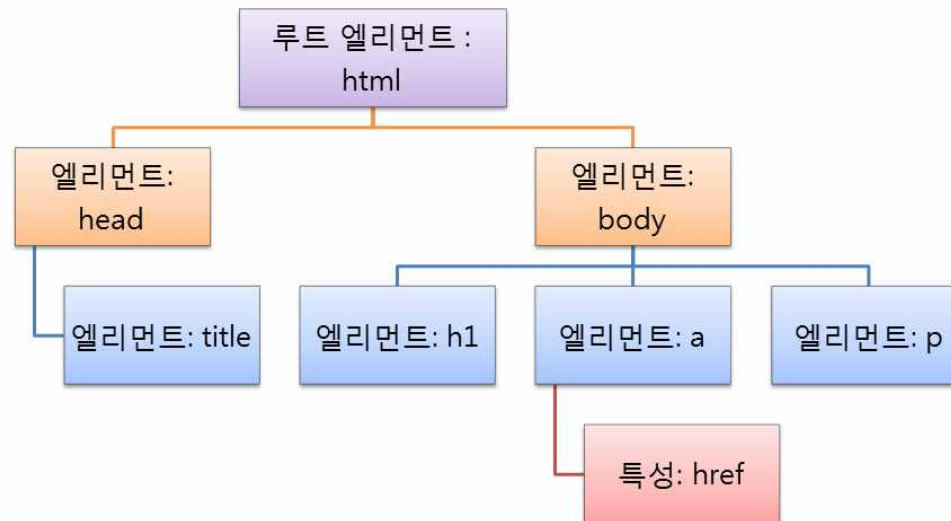 루트 엘리먼트 :
html
엘리먼트:
head
엘리먼트:
body
엘리먼트: title
엘리먼트: h1
엘리먼트: a
엘리먼트: p
특성: href